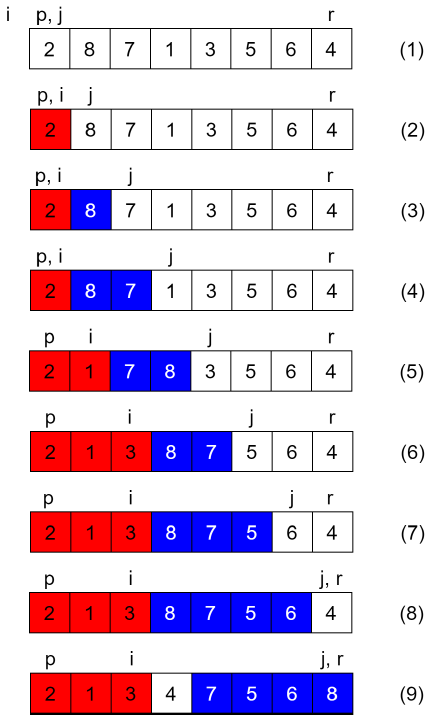 i p, j r
2 8 7 1 3 5 6 4 (1)
p, i j r
2 8 7 1 3 5 6 4 (2)
p, i j r
2 8 7 1 3 5 6 4 (3)
p, i j r
2 8 7 1 3 5 6 4 (4)
p i j r
2 1 7 8 3 5 6 4 (5)
p i j r
2 1 3 8 7 5 6 4 (6)
p i j r
2 1 3 8 7 5 6 4 (7)
p i j, r
2 1 3 8 7 5 6 4 (8)
p i j, r
2 1 3 4 7 5 6 8 (9)